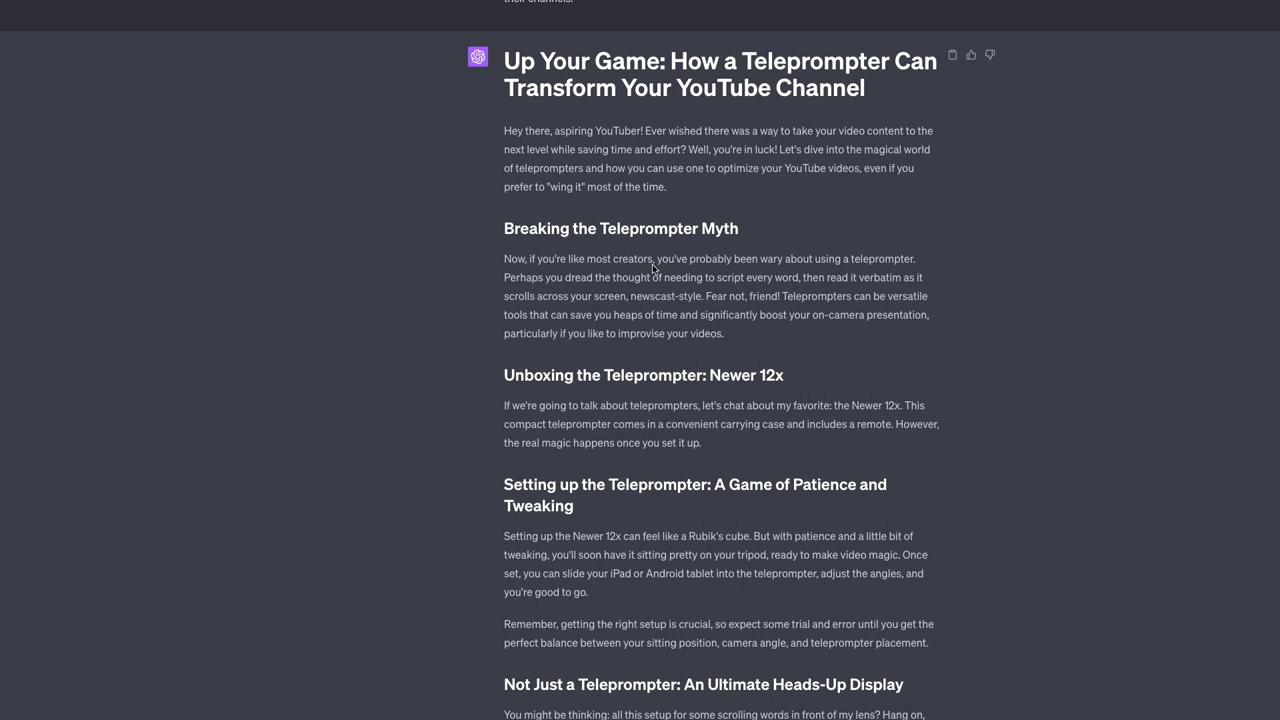 their channels.
Up Your Game: How a Teleprompter Can
Transform Your YouTube Channel
Hey there, aspiring YouTuber! Ever wished there was a way to take your video content to the
next level while saving time and effort? Well, you're in luck! Let's dive into the magical world
of teleprompters and how you can use one to optimize your YouTube videos, even if you
prefer to "wing it" most of the time.
Breaking the Teleprompter Myth
Now, if you're like most creators, you've probably been wary about using a teleprompter.
Perhaps you dread the thought of needing to script every word, then read it verbatim as it
scrolls across your screen, newscast-style. Fear not, friend! Teleprompters can be versatile
tools that can save you heaps of time and significantly boost your on-camera presentation,
particularly if you like to improvise your videos.
Unboxing the Teleprompter: Newer 12x
If we're going to talk about teleprompters, let's chat about my favorite: the Newer 12x. This
compact teleprompter comes in a convenient carrying case and includes a remote. However,
the real magic happens once you set it up.
Setting up the Teleprompter: A Game of Patience and
Tweaking
Setting up the Newer 12x can feel like a Rubik's cube. But with patience and a little bit of
tweaking, you'll soon have it sitting pretty on your tripod, ready to make video magic. Once
set, you can slide your iPad or Android tablet into the teleprompter, adjust the angles, and
you're good to go.
Remember, getting the right setup is crucial, so expect some trial and error until you get the
perfect balance between your sitting position, camera angle, and teleprompter placement.
Not Just a Teleprompter: An Ultimate Heads-Up Display
You might be thinking: all this setup for some scrolling words in front of my lens? Hang on,